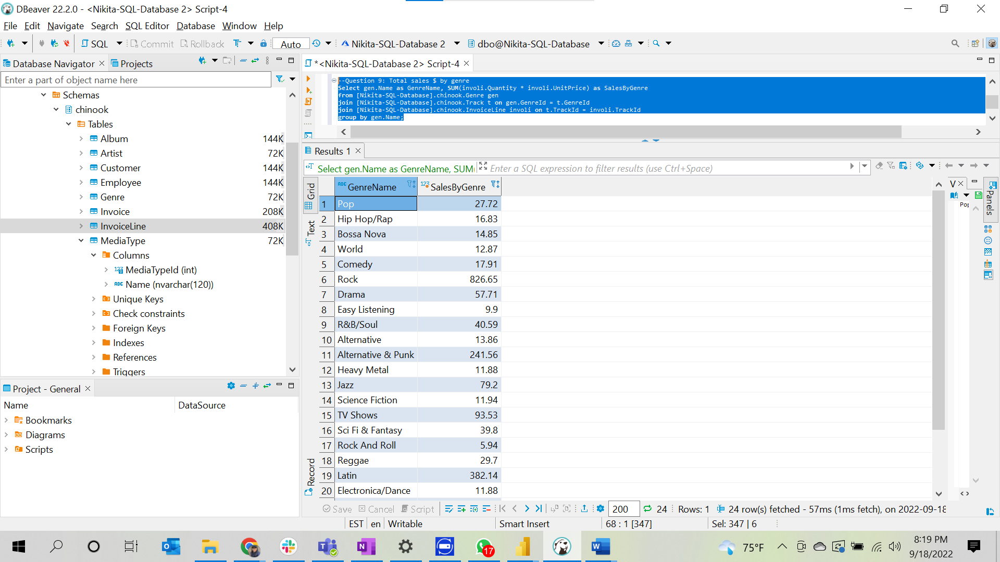 DBeaver 22.2.0 - <Nikita-SQL-Database 2> Script-4
File Edit Navigate Search SQL Editor Database Window Help
SQL Commit Rollback Auto Nikita-SQL-Database 2 dbo@Nikita-SQL-Database
Database Navigator Projects
Enter a part of object name here
Schemas
chinook
Tables
Album 144K
Artist 72K
Customer 144K
Employee 144K
Genre 72K
Invoice 208K
InvoiceLine 408K
MediaType 72K
Columns
MediaTypeId (int)
Name (nvarchar(120))
Unique Keys
Check constraints
Foreign Keys
Indexes
References
Triggers
Project - General
Name DataSource
Bookmarks
Diagrams
Scripts
*<Nikita-SQL-Database 2> Script-4
--Question 9: Total sales $ by genre
Select gen.Name as GenreName, SUM(involi.Quantity * involi.UnitPrice) as SalesByGenre
from [Nikita-SQL-Database].chinook.Genre gen
join [Nikita-SQL-Database].chinook.Track t on gen.GenreId = t.GenreId
join [Nikita-SQL-Database].chinook.InvoiceLine involi on t.TrackId = involi.TrackId
group by gen.Name;
Results 1
Select gen.Name as GenreName, SUM( Enter a SQL expression to filter results (use Ctrl+Space)
Grid
Text
Record
GenreName SalesByGenre
1 Pop 27.72
2 Hip Hop/Rap 16.83
3 Bossa Nova 14.85
4 World 12.87
5 Comedy 17.91
6 Rock 826.65
7 Drama 57.71
8 Easy Listening 9.9
9 R&B/Soul 40.59
10 Alternative 13.86
11 Alternative & Punk 241.56
12 Heavy Metal 11.88
13 Jazz 79.2
14 Science Fiction 11.94
15 TV Shows 93.53
16 Sci Fi & Fantasy 39.8
17 Rock And Roll 5.94
18 Reggae 29.7
19 Latin 382.14
20 Electronica/Dance 11.88
V
Pop
Panels
Save Cancel Script 200 24 Rows: 1 24 row(s) fetched - 57ms (1ms fetch), on 2022-09-18
EST en Writable Smart Insert 68 : 1 [347] Sel: 347 | 6
17
75°F
8:19 PM
9/18/2022